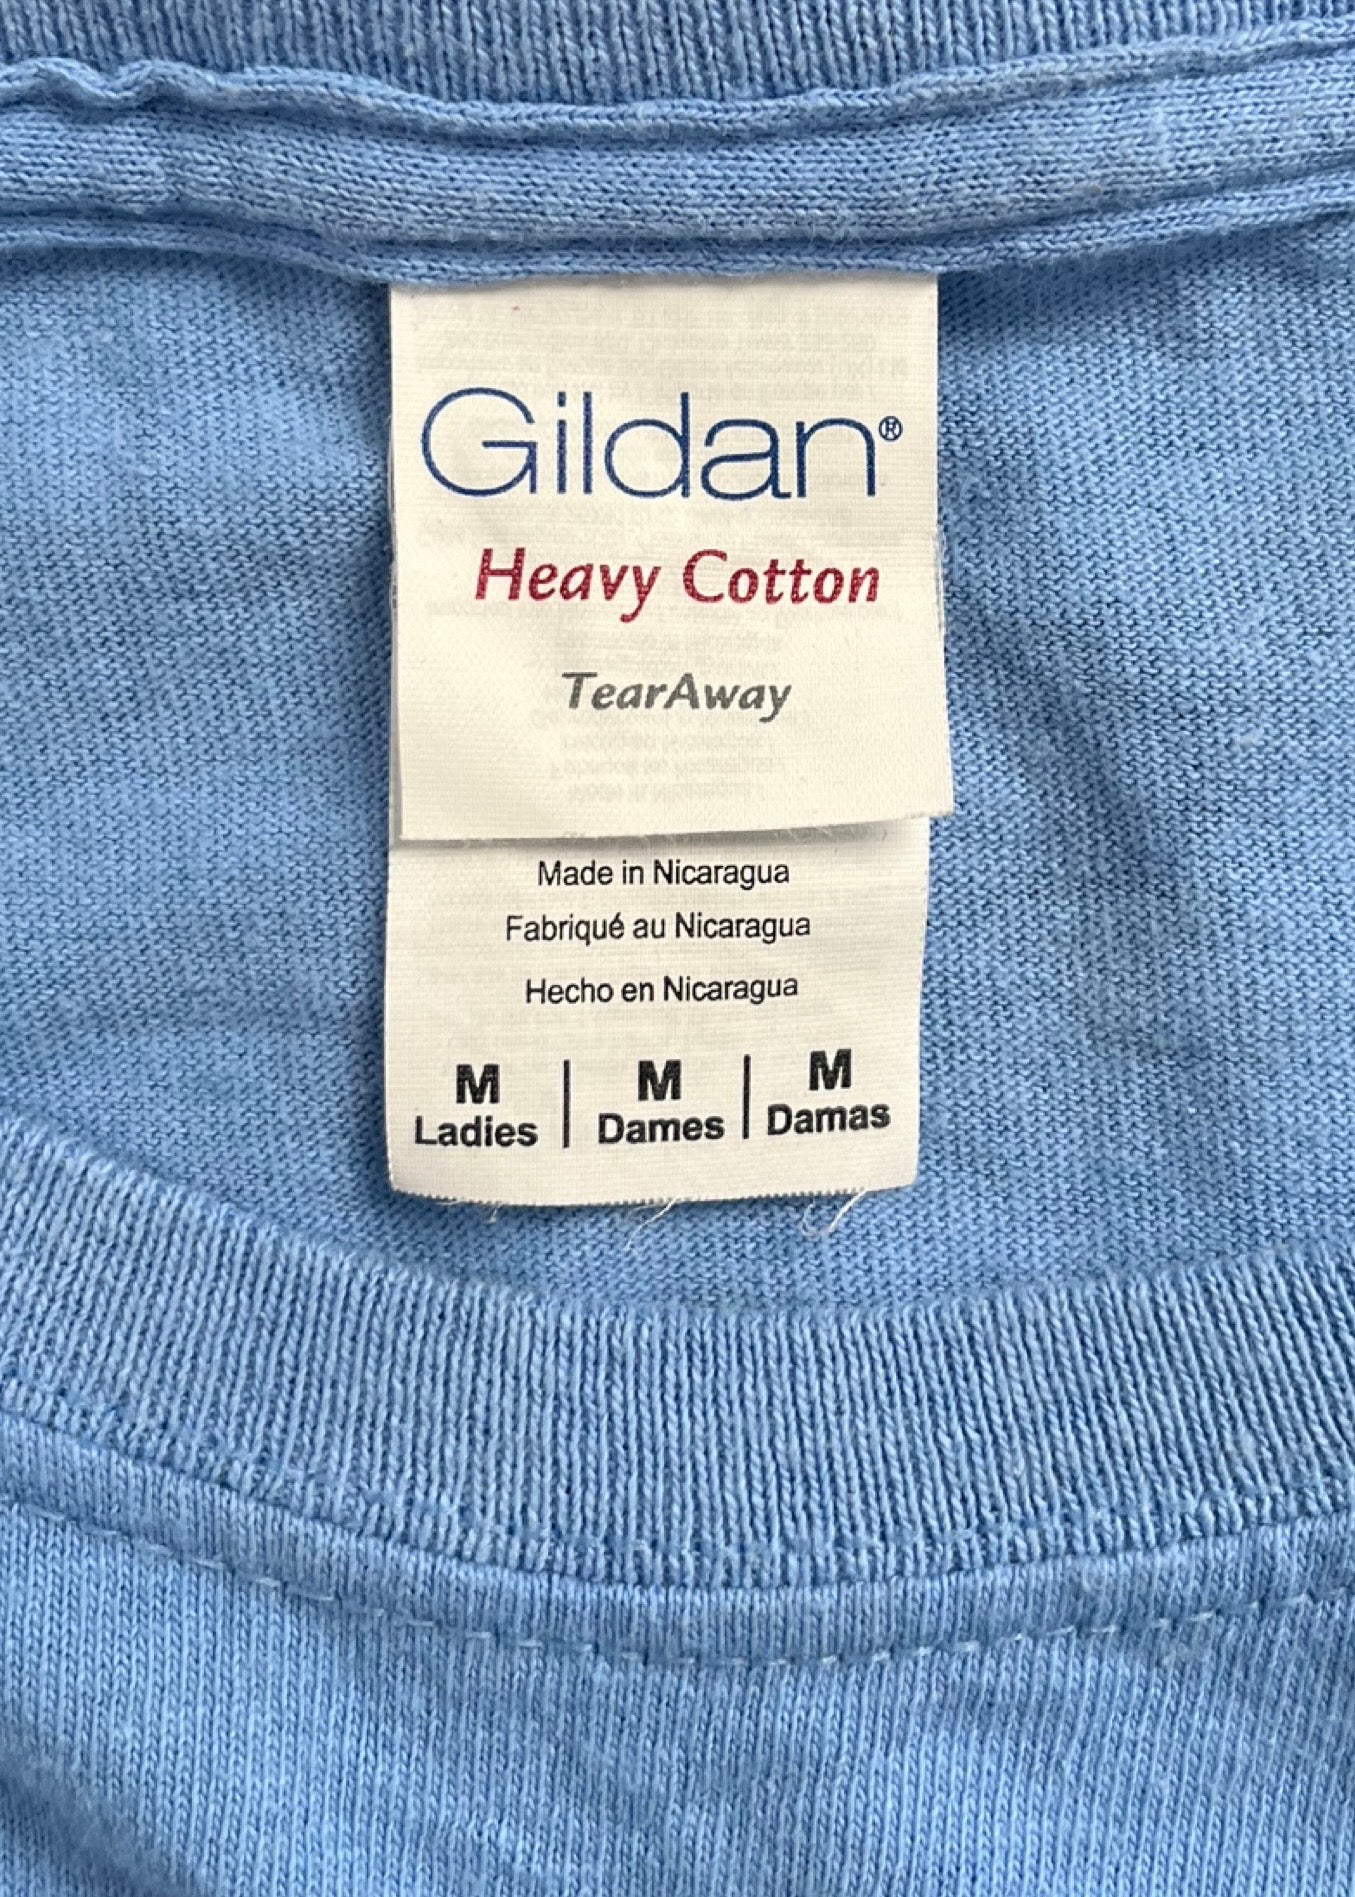 Gildan®
Heavy Cotton
TearAway
Made in Nicaragua
Fabriqué au Nicaragua
Hecho en Nicaragua
M | M | M
Ladies | Dames | Damas